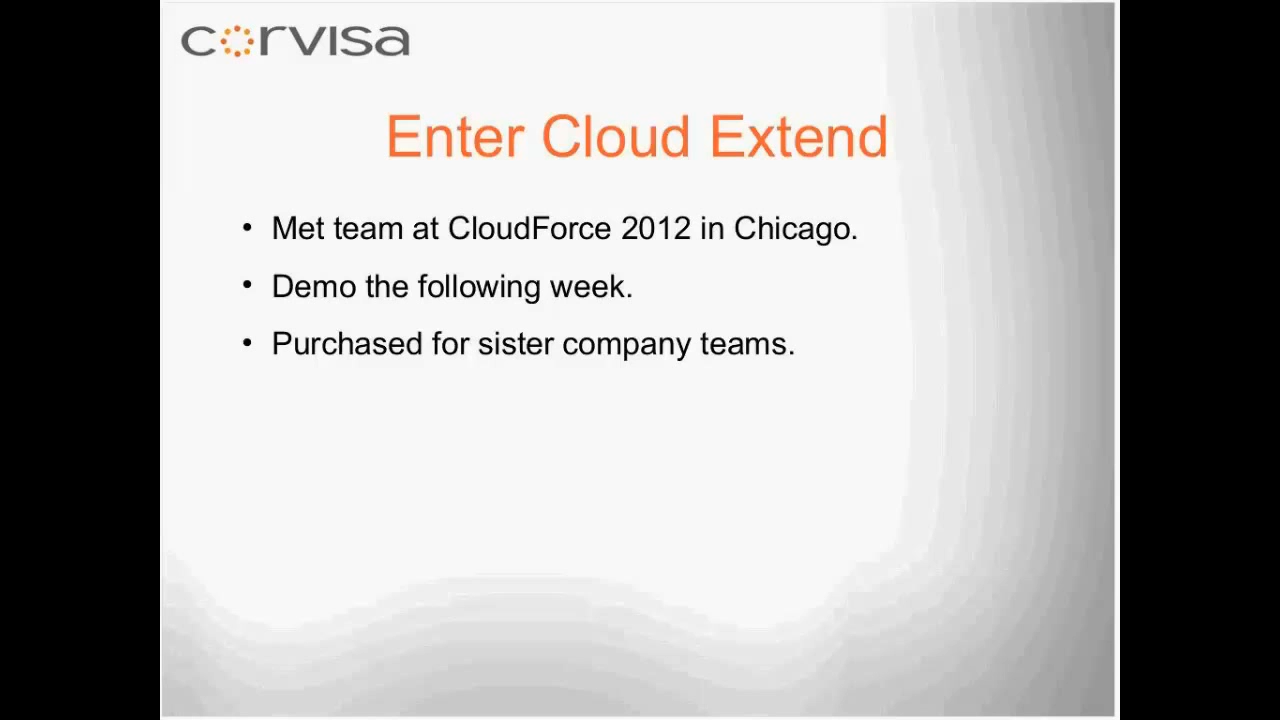 corvisa
Enter Cloud Extend
• Met team at CloudForce 2012 in Chicago.
• Demo the following week.
• Purchased for sister company teams.